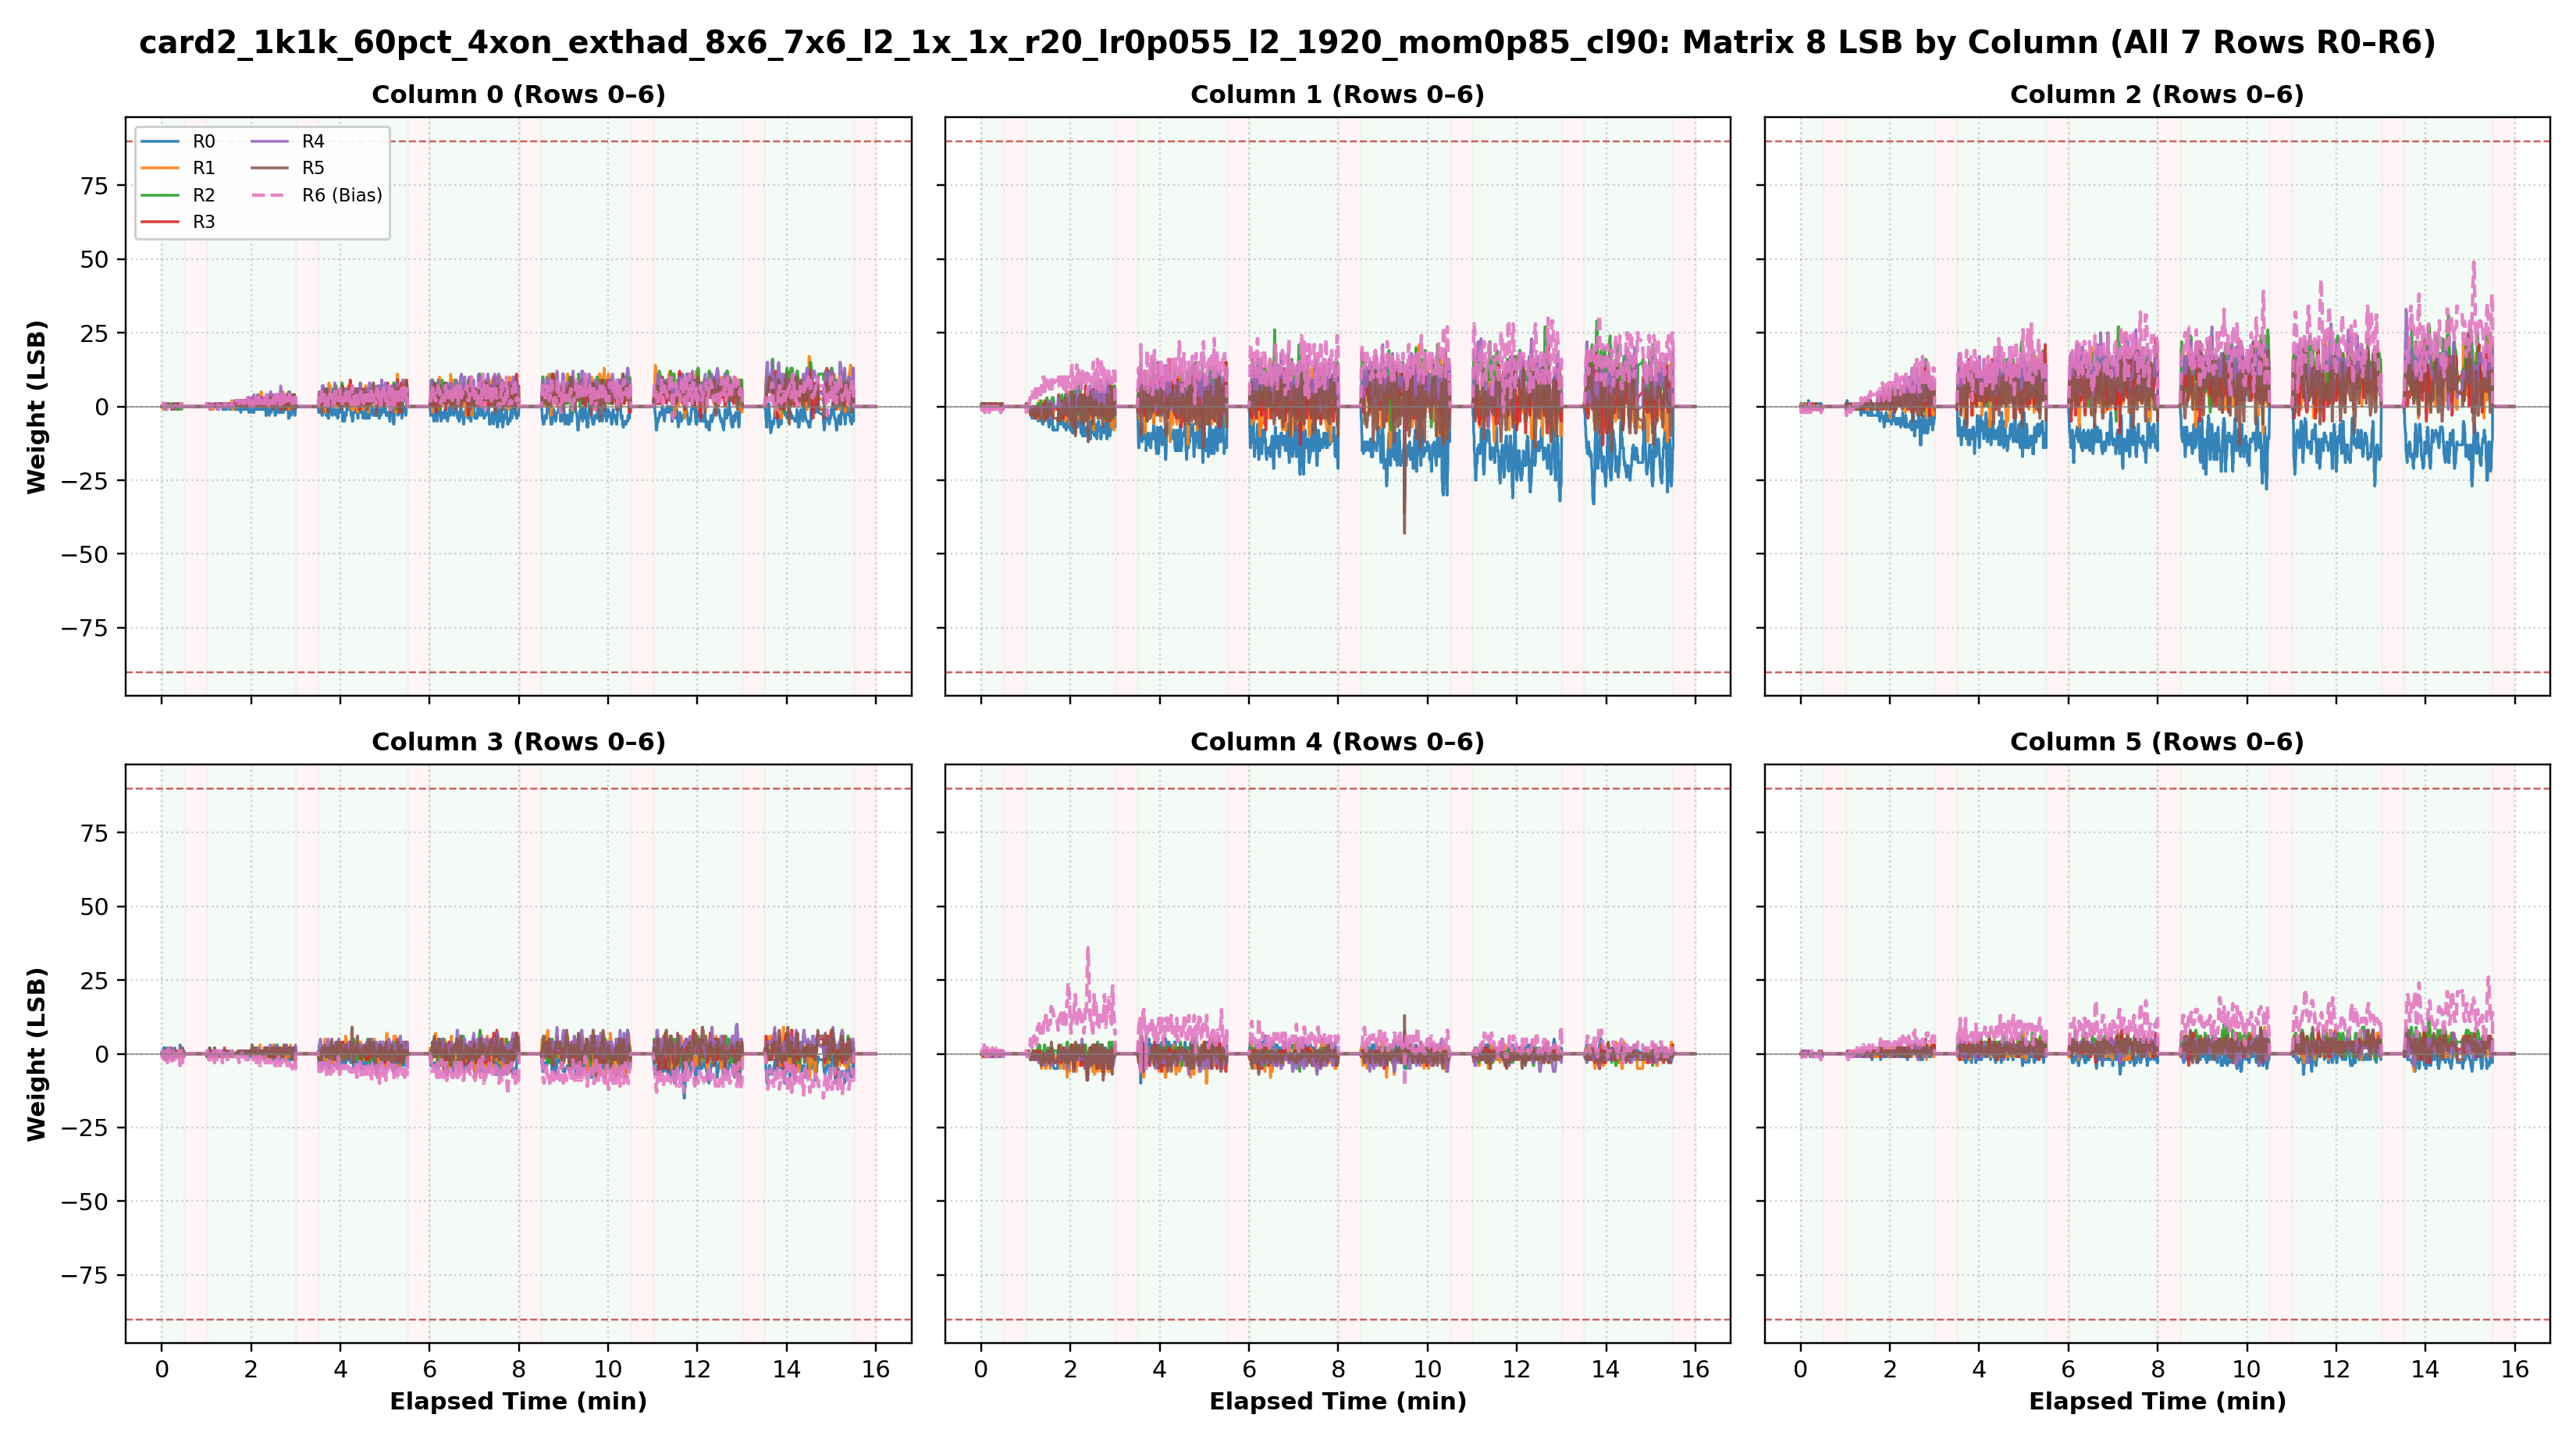 card2_1k1k_60pct_4xon_exthad_8x6_7x6_l2_1x_1x_r20_lr0p055_l2_1920_mom0p85_cl90: Matrix 8 LSB by Column (All 7 Rows R0–R6)
Column 0 (Rows 0–6)
Column 1 (Rows 0–6)
Column 2 (Rows 0–6)
R0
R1
R2
R3
R4
R5
R6 (Bias)
75
50
25
0
−25
−50
−75
Weight (LSB)
Column 3 (Rows 0–6)
Column 4 (Rows 0–6)
Column 5 (Rows 0–6)
75
50
25
0
−25
−50
−75
Weight (LSB)
0 2 4 6 8 10 12 14 16
0 2 4 6 8 10 12 14 16
0 2 4 6 8 10 12 14 16
Elapsed Time (min)
Elapsed Time (min)
Elapsed Time (min)